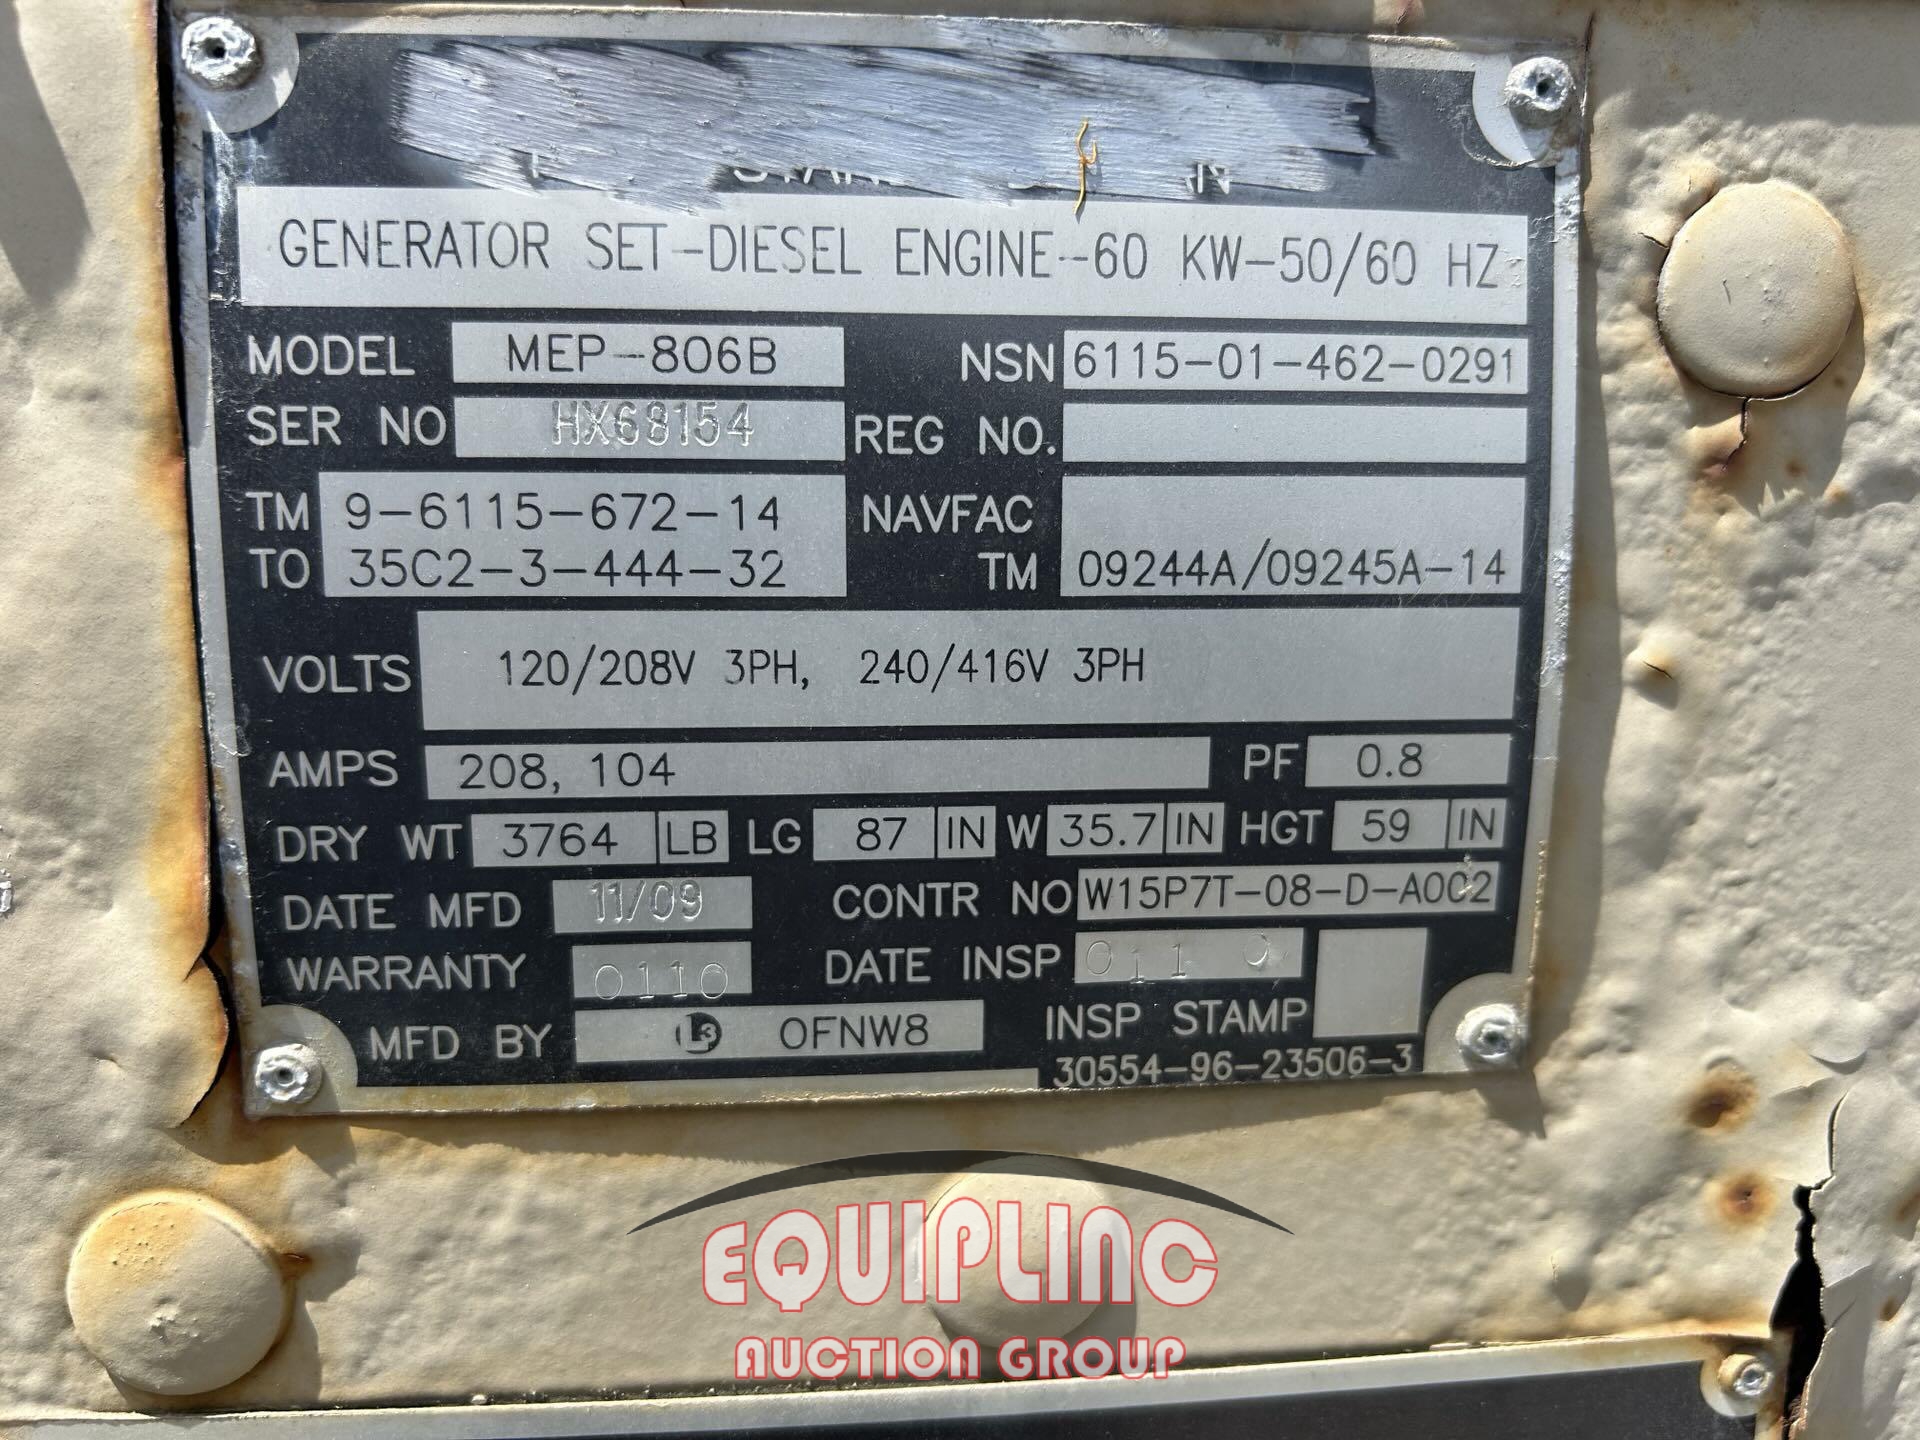 GENERATOR SET-DIESEL ENGINE-60 KW-50/60 HZ
MODEL MEP-806B NSN 6115-01-462-0291
SER NO HX68154 REG NO.
TM 9-6115-672-14 NAVFAC
TO 35C2-3-444-32 TM 09244A/09245A-14
VOLTS 120/208V 3PH, 240/416V 3PH
AMPS 208, 104 PF 0.8
DRY WT 3764 LB LG 87 IN W 35.7 IN HGT 59 IN
DATE MFD 11/09 CONTR NO W15P7T-08-D-A002
WARRANTY 0110 DATE INSP 011 0
MFD BY L3 0FNW8 INSP STAMP
30554-96-23506-3
EQUIPLINC
AUCTION GROUP